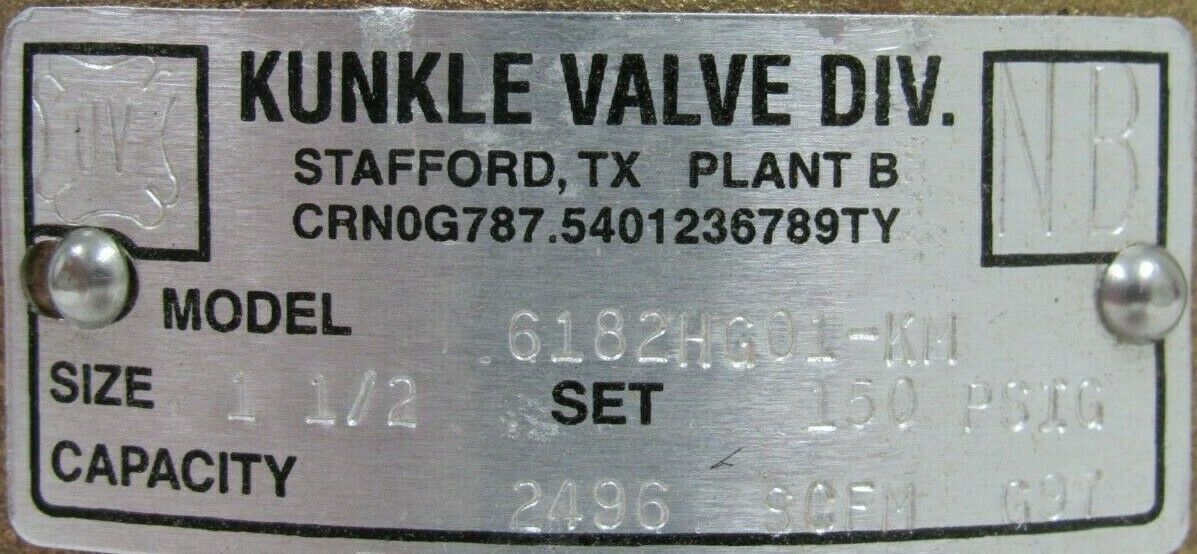 UV
KUNKLE VALVE DIV.
NB
STAFFORD, TX PLANT B
CRN0G787.5401236789TY
MODEL .6182HG01-KM
SIZE 1 1/2 SET 150 PSIG
CAPACITY 2496 SCFM G97